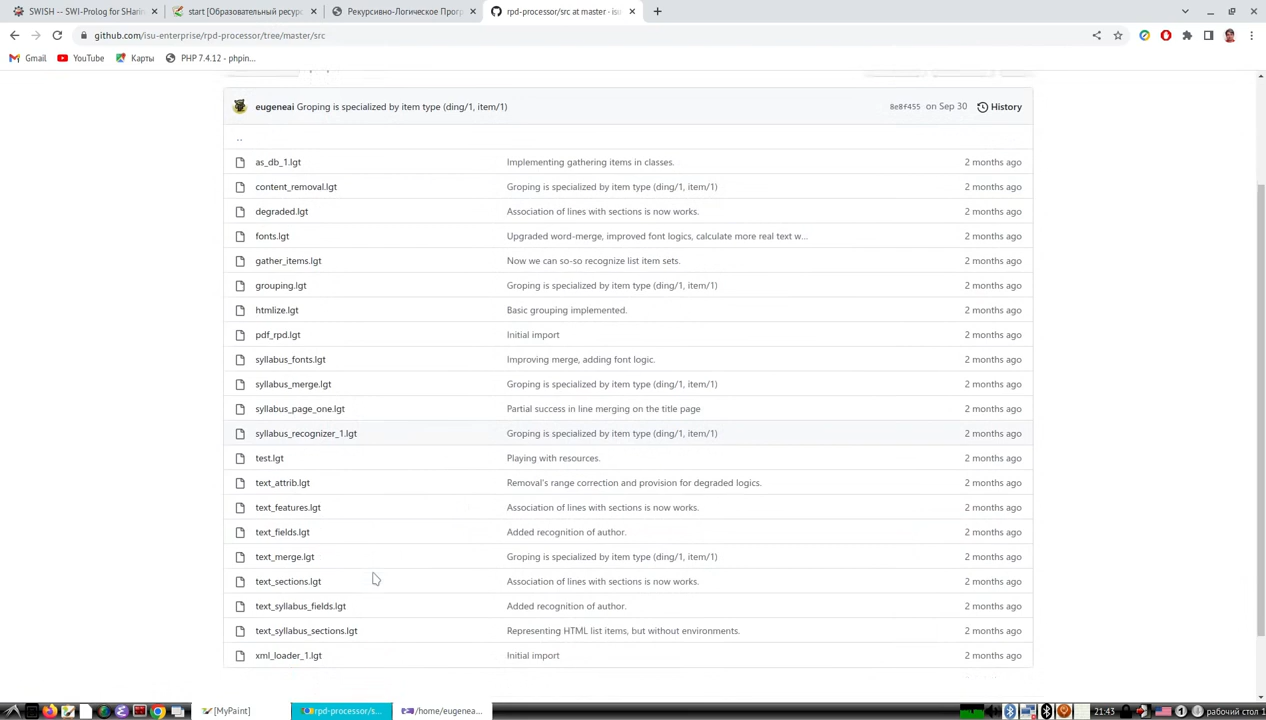 SWISH -- SWI-Prolog for SHarin
start [Образовательный ресурс
Рекурсивно-Логическое Прог
rpd-processor/src at master · isu
github.com/isu-enterprise/rpd-processor/tree/master/src
Gmail
YouTube
Карты
PHP 7.4.12 - phpin...
eugeneai Groping is specialized by item type (ding/1, item/1)
8e8f455 on Sep 30 History
..
as_db_1.lgt Implementing gathering items in classes. 2 months ago
content_removal.lgt Groping is specialized by item type (ding/1, item/1) 2 months ago
degraded.lgt Association of lines with sections is now works. 2 months ago
fonts.lgt Upgraded word-merge, improved font logics, calculate more real text w... 2 months ago
gather_items.lgt Now we can so-so recognize list item sets. 2 months ago
grouping.lgt Groping is specialized by item type (ding/1, item/1) 2 months ago
htmlize.lgt Basic grouping implemented. 2 months ago
pdf_rpd.lgt Initial import 2 months ago
syllabus_fonts.lgt Improving merge, adding font logic. 2 months ago
syllabus_merge.lgt Groping is specialized by item type (ding/1, item/1) 2 months ago
syllabus_page_one.lgt Partial success in line merging on the title page 2 months ago
syllabus_recognizer_1.lgt Groping is specialized by item type (ding/1, item/1) 2 months ago
test.lgt Playing with resources. 2 months ago
text_attrib.lgt Removal's range correction and provision for degraded logics. 2 months ago
text_features.lgt Association of lines with sections is now works. 2 months ago
text_fields.lgt Added recognition of author. 2 months ago
text_merge.lgt Groping is specialized by item type (ding/1, item/1) 2 months ago
text_sections.lgt Association of lines with sections is now works. 2 months ago
text_syllabus_fields.lgt Added recognition of author. 2 months ago
text_syllabus_sections.lgt Representing HTML list items, but without environments. 2 months ago
xml_loader_1.lgt Initial import 2 months ago
[MyPaint]
rpd-processor/s...
/home/eugenea...
21:43
рабочий стол 1